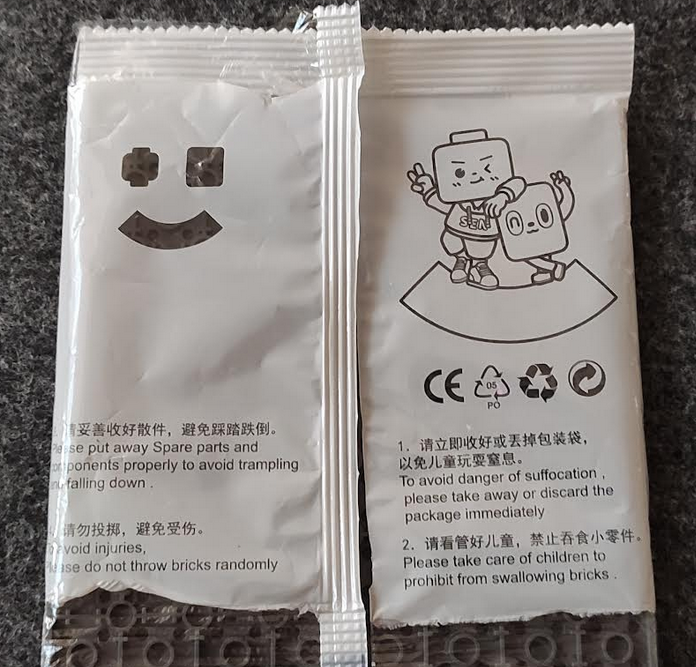 请妥善收好散件，避免踩踏跌倒。
put away Spare parts and
properly to avoid trampling
falling down .
请勿投掷，避免受伤。
avoid injuries,
do not throw bricks randomly
CE
05
PO
1. 请立即收好或丢掉包装袋，
以免儿童玩耍窒息。
To avoid danger of suffocation ,
please take away or discard the
package immediately
2. 请看管好儿童，禁止吞食小零件。
Please take care of children to
prohibit from swallowing bricks .